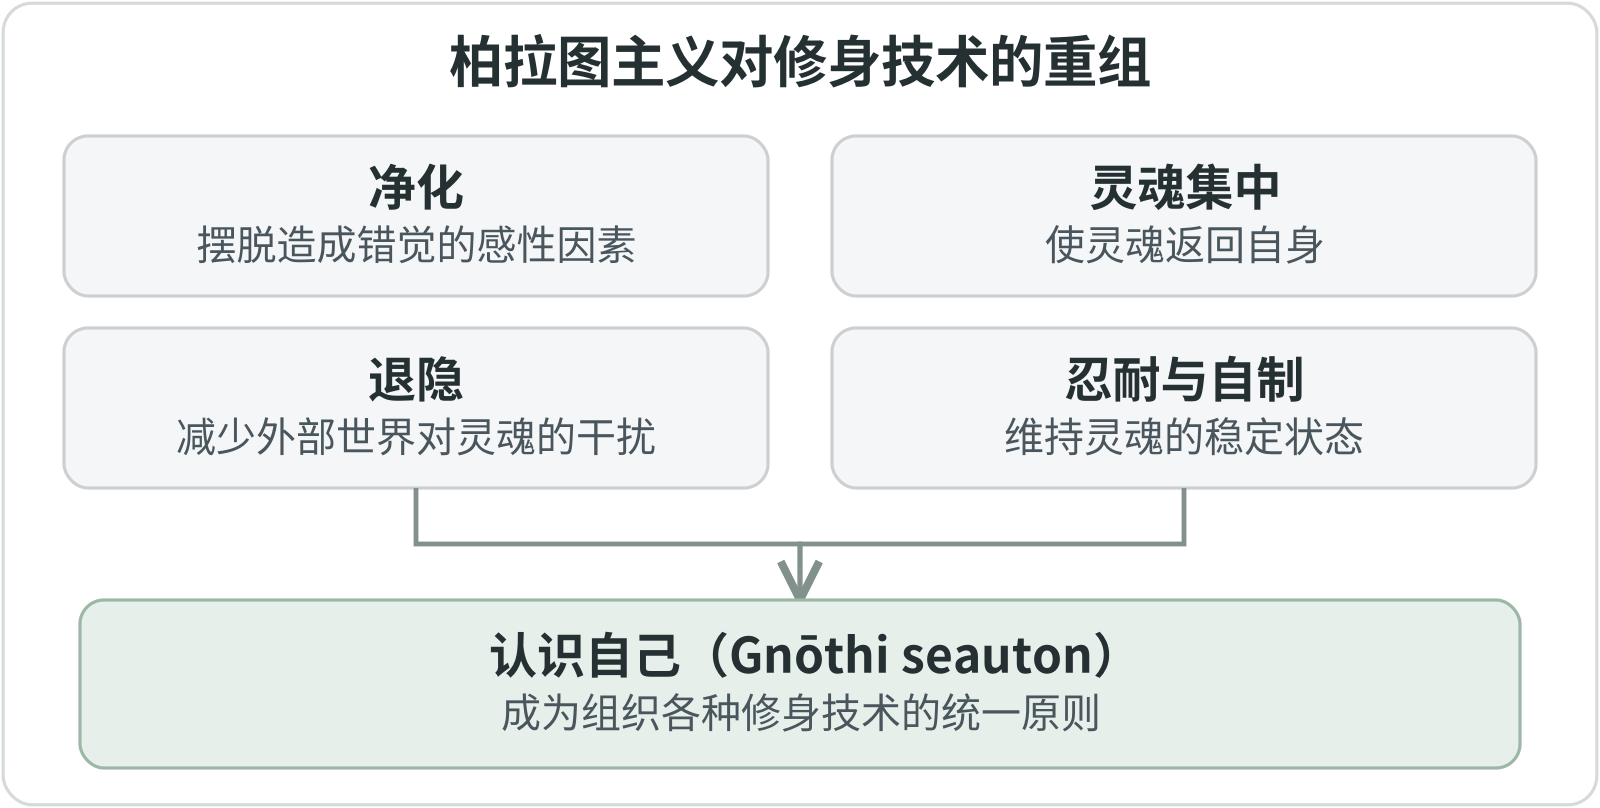 柏拉图主义对修身技术的重组
净化
摆脱造成错觉的感性因素
灵魂集中
使灵魂返回自身
退隐
减少外部世界对灵魂的干扰
忍耐与自制
维持灵魂的稳定状态
认识自己（Gnōthi seauton）
成为组织各种修身技术的统一原则